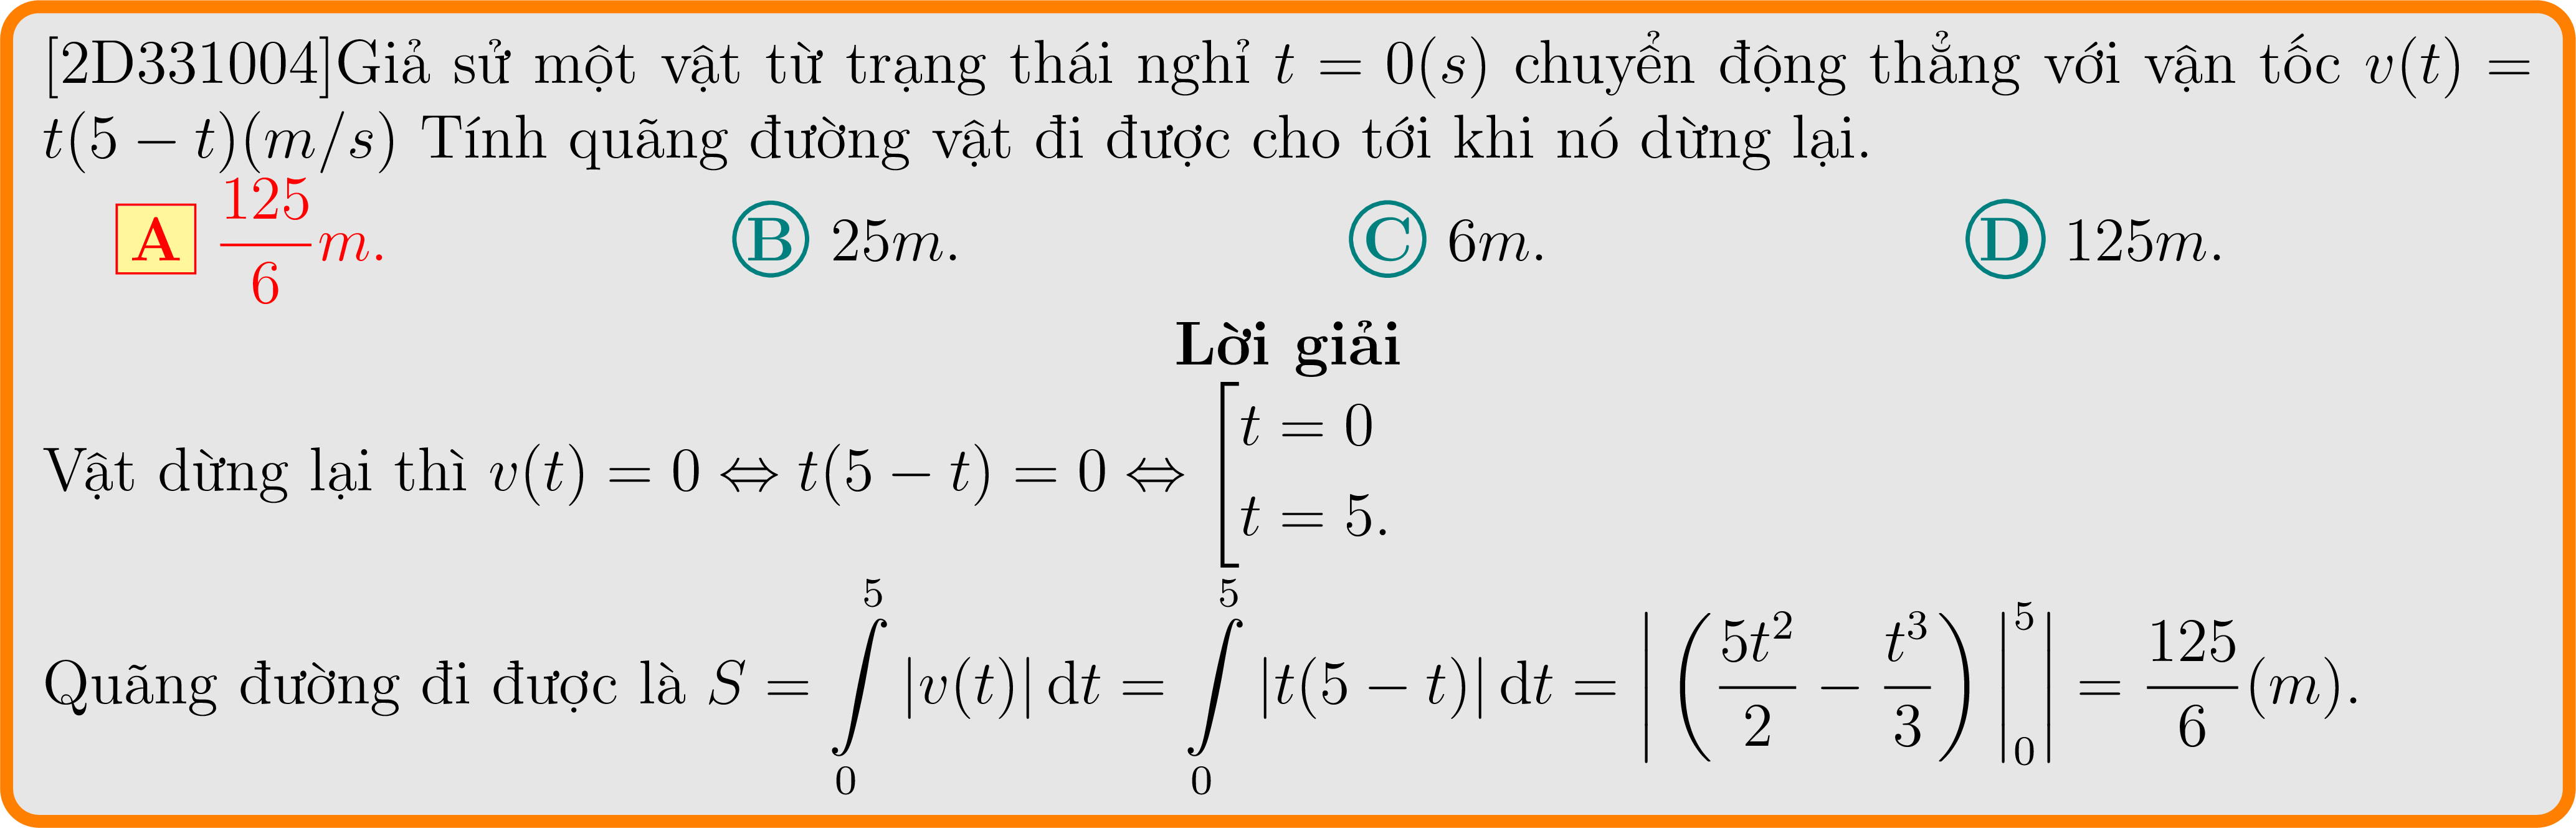 [2D331004]Giả sử một vật từ trạng thái nghỉ t = 0(s) chuyển động thẳng với vận tốc v(t) =
t(5 − t)(m/s) Tính quãng đường vật đi được cho tới khi nó dừng lại.
A $\frac{125}{6}$m. B 25m. C 6m. D 125m.
Lời giải
Vật dừng lại thì $v(t) = 0 \Leftrightarrow t(5 - t) = 0 \Leftrightarrow \left[\begin{array}{l} t = 0 \\ t = 5. \end{array}\right.$
Quãng đường đi được là $S = \int\limits_0^5 |v(t)| \, \mathrm{d}t = \int\limits_0^5 |t(5 - t)| \, \mathrm{d}t = \left| \left( \frac{5t^2}{2} - \frac{t^3}{3} \right) \Big|_0^5 \right| = \frac{125}{6}(m).$